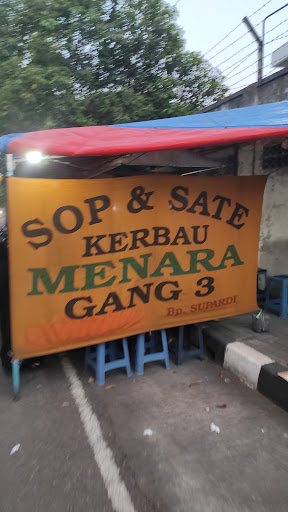 SOP & SATE
KERBAU
MENARA
GANG 3
Bp. SUPARDI